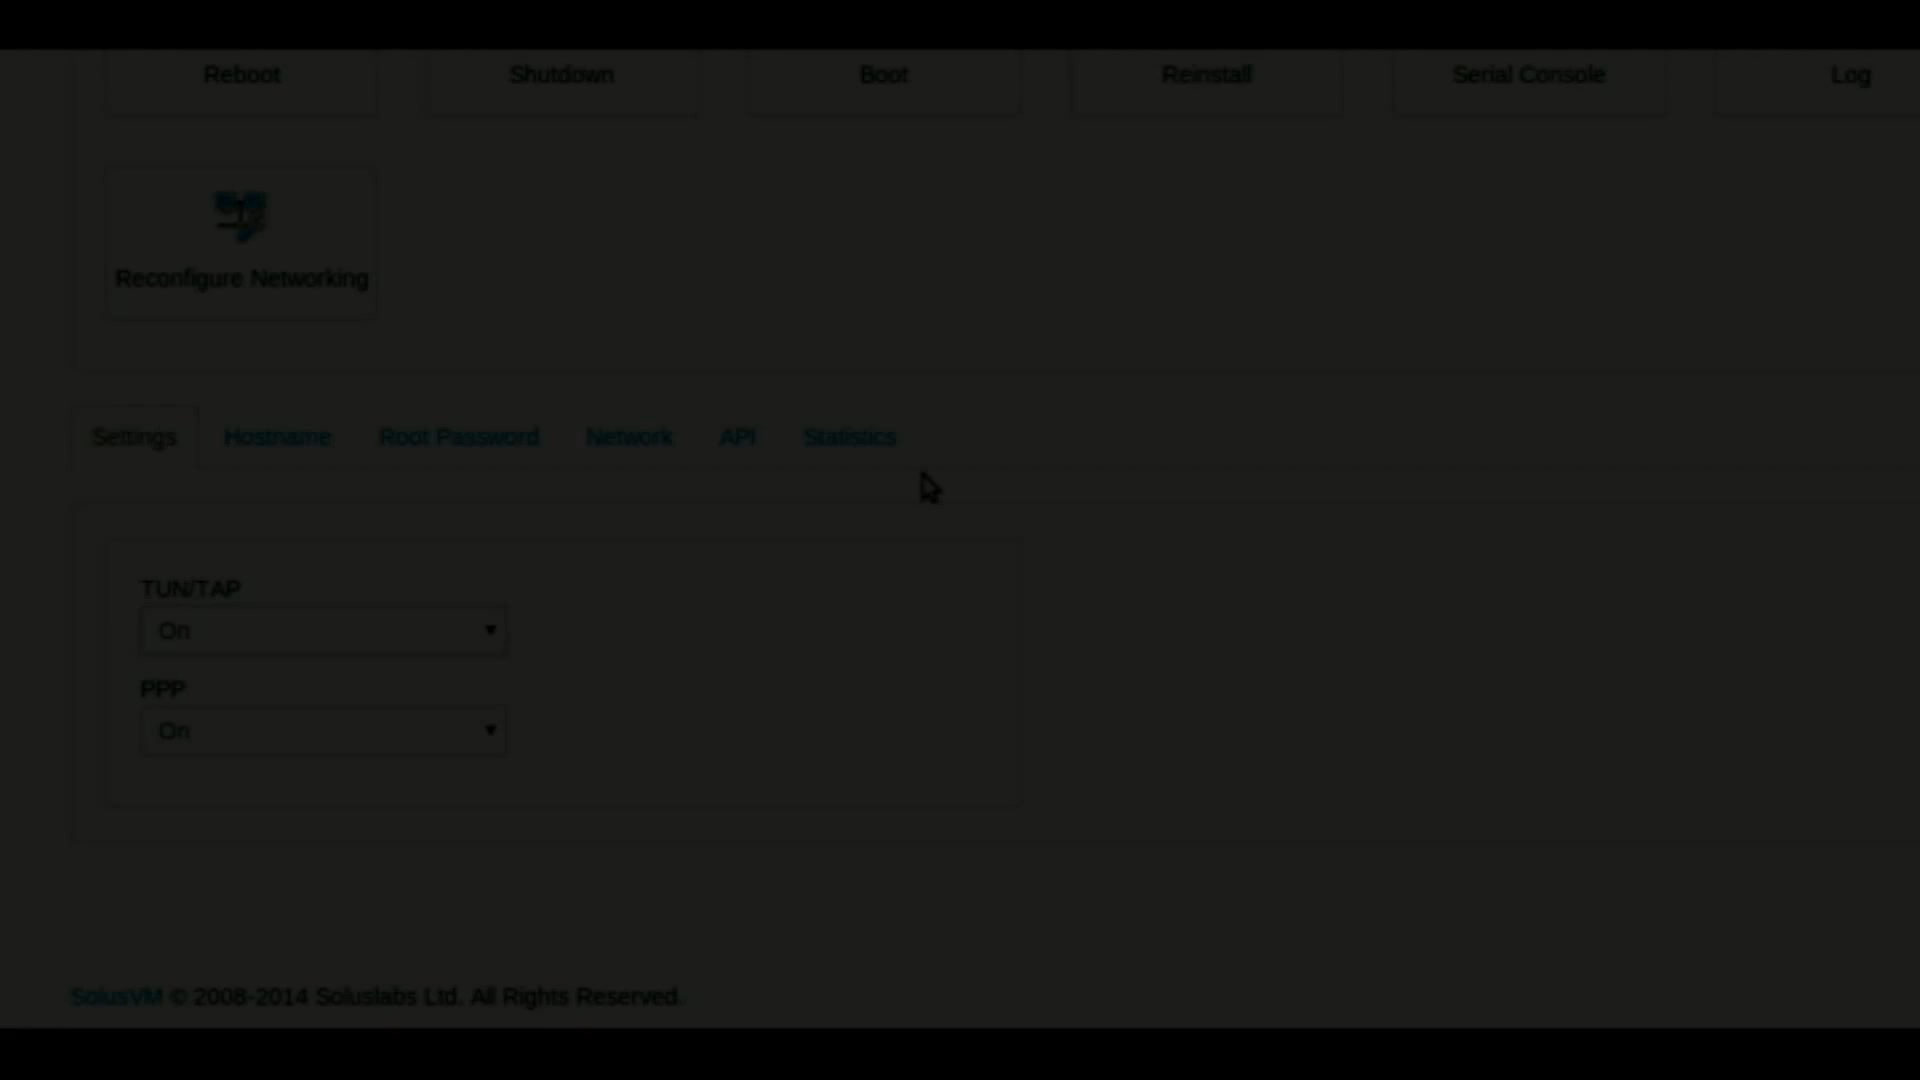 Reboot Shutdown Boot Reinstall Serial Console Log
Reconfigure Networking
Settings Hostname Root Password Network API Statistics
TUN/TAP
On
PPP
On
SolusVM © 2008-2014 Soluslabs Ltd. All Rights Reserved.